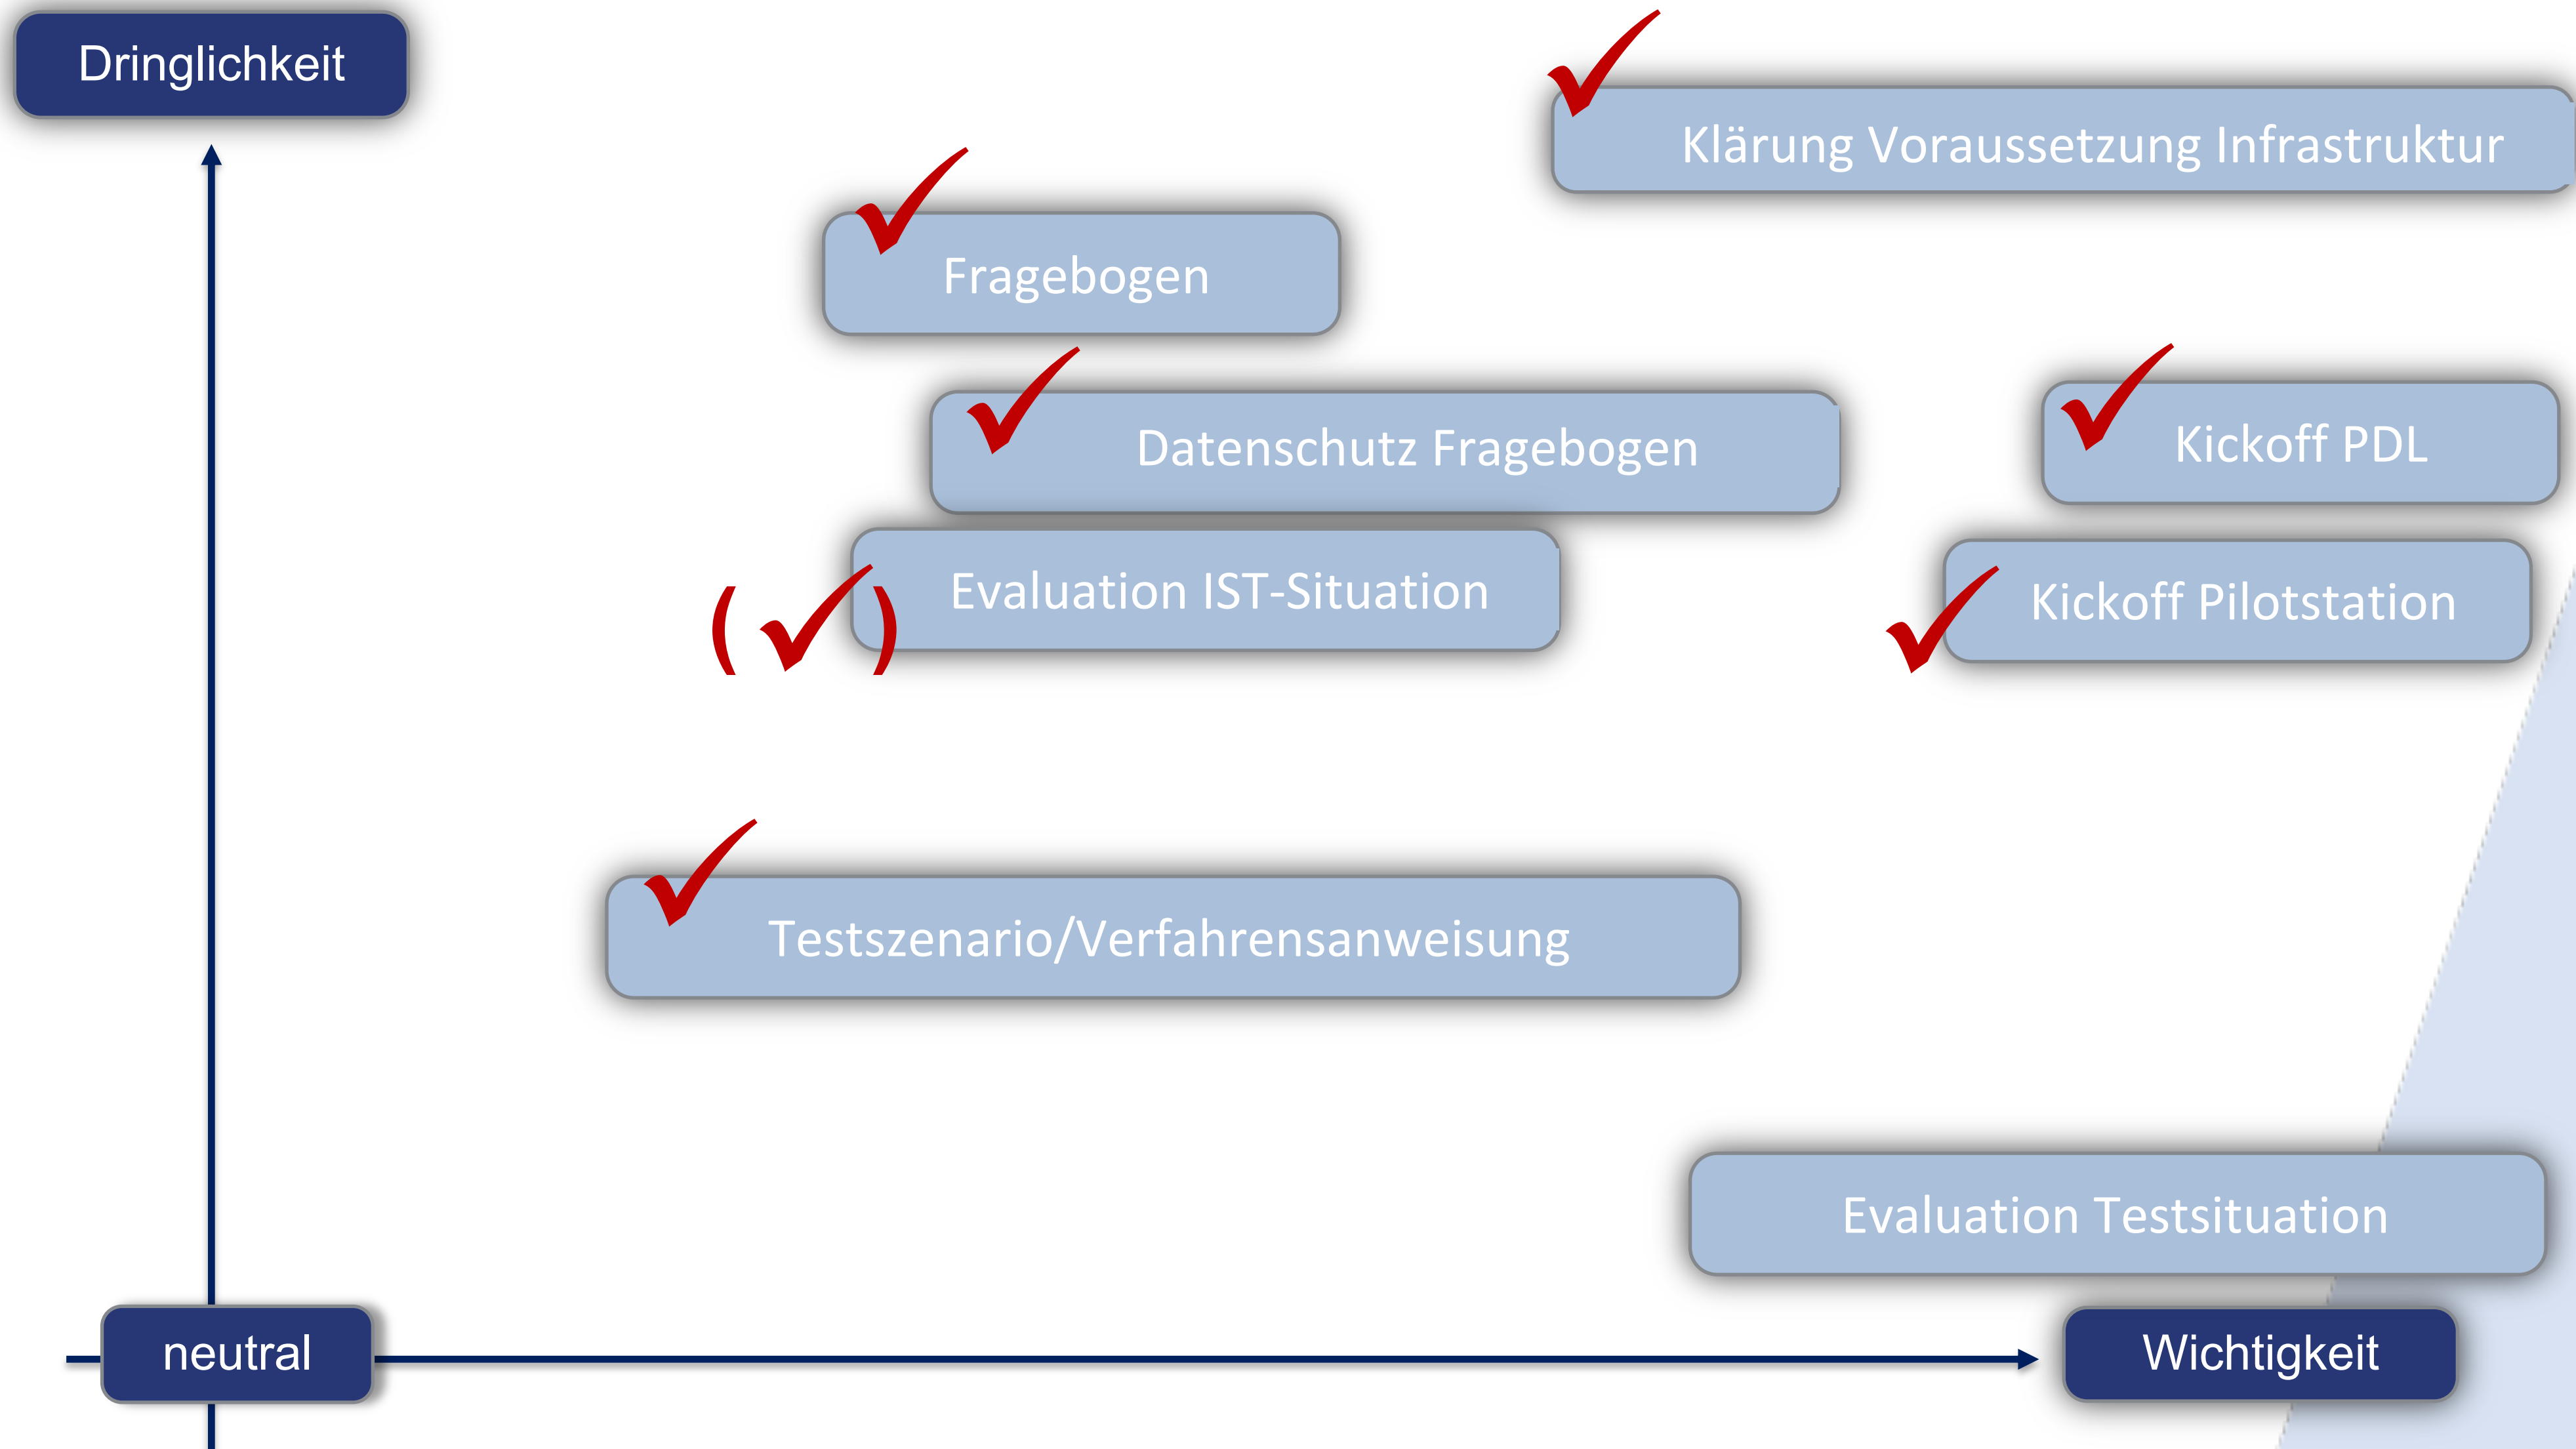 Dringlichkeit
Klärung Voraussetzung Infrastruktur
Fragebogen
Datenschutz Fragebogen
Kickoff PDL
( ✓ )
Evaluation IST-Situation
Kickoff Pilotstation
Testszenario/Verfahrensanweisung
Evaluation Testsituation
neutral
Wichtigkeit